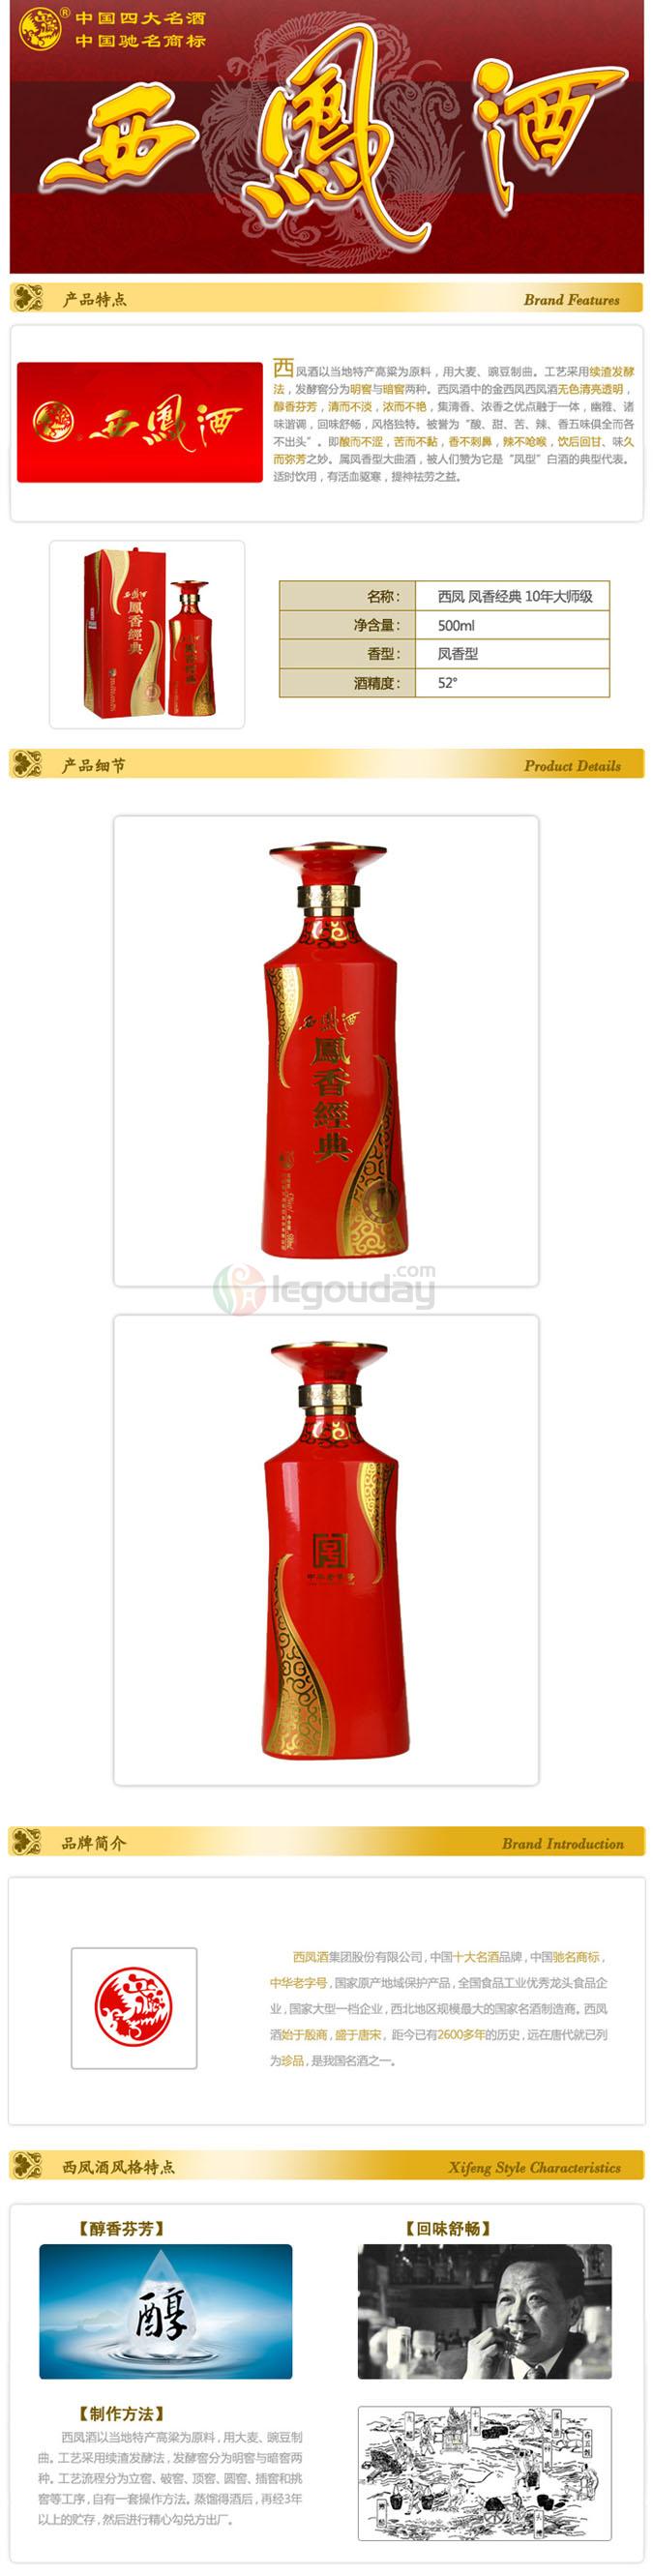 中国四大名酒
中国驰名商标
西鳳酒
产品特点 Brand Features
西鳳酒
西凤酒以当地特产高粱为原料，用大麦、豌豆制曲。工艺采用续渣发酵
法，发酵窖分为明窖与暗窖两种。西凤酒中的金西凤西凤酒无色清亮透明，
醇香芬芳，清而不淡，浓而不艳，集清香、浓香之优点融于一体，幽雅、诸
味谐调，回味舒畅，风格独特。被誉为“酸、甜、苦、辣、香五味俱全而各
不出头”。即酸而不涩，苦而不黏，香不刺鼻，辣不呛喉，饮后回甘、味久
而弥芳之妙。属凤香型大曲酒，被人们赞为它是“凤型”白酒的典型代表。
适时饮用，有活血驱寒，提神祛劳之益。
西鳳酒
鳳香經典
名称： 西凤 凤香经典 10年大师级
净含量： 500ml
香型： 凤香型
酒精度： 52°
产品细节 Product Details
西鳳酒
鳳香經典
legouday.com
中华老字号
品牌简介 Brand Introduction
西凤酒集团股份有限公司，中国十大名酒品牌，中国驰名商标，
中华老字号，国家原产地域保护产品，全国食品工业优秀龙头食品企
业，国家大型一档企业，西北地区规模最大的国家名酒制造商。西凤
酒始于殷商，盛于唐宋，距今已有2600多年的历史，远在唐代就已列
为珍品，是我国名酒之一。
西凤酒风格特点 Xifeng Style Characteristics
【醇香芬芳】
【回味舒畅】
醇
【制作方法】
西凤酒以当地特产高粱为原料，用大麦、豌豆制
曲。工艺采用续渣发酵法，发酵窖分为明窖与暗窖两
种。工艺流程分为立窖、破窖、顶窖、圆窖、插窖和挑
窖等工序，自有一套操作方法。蒸馏得酒后，再经3年
以上的贮存，然后进行精心勾兑方出厂。